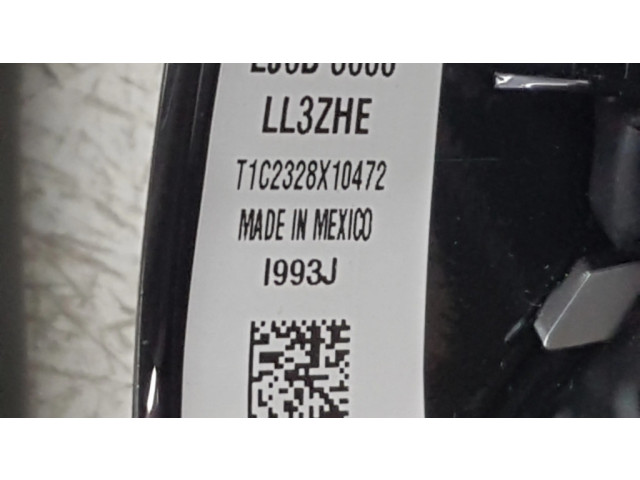 LL3ZHE
T1C2328X10472
MADE IN MEXICO
I993J